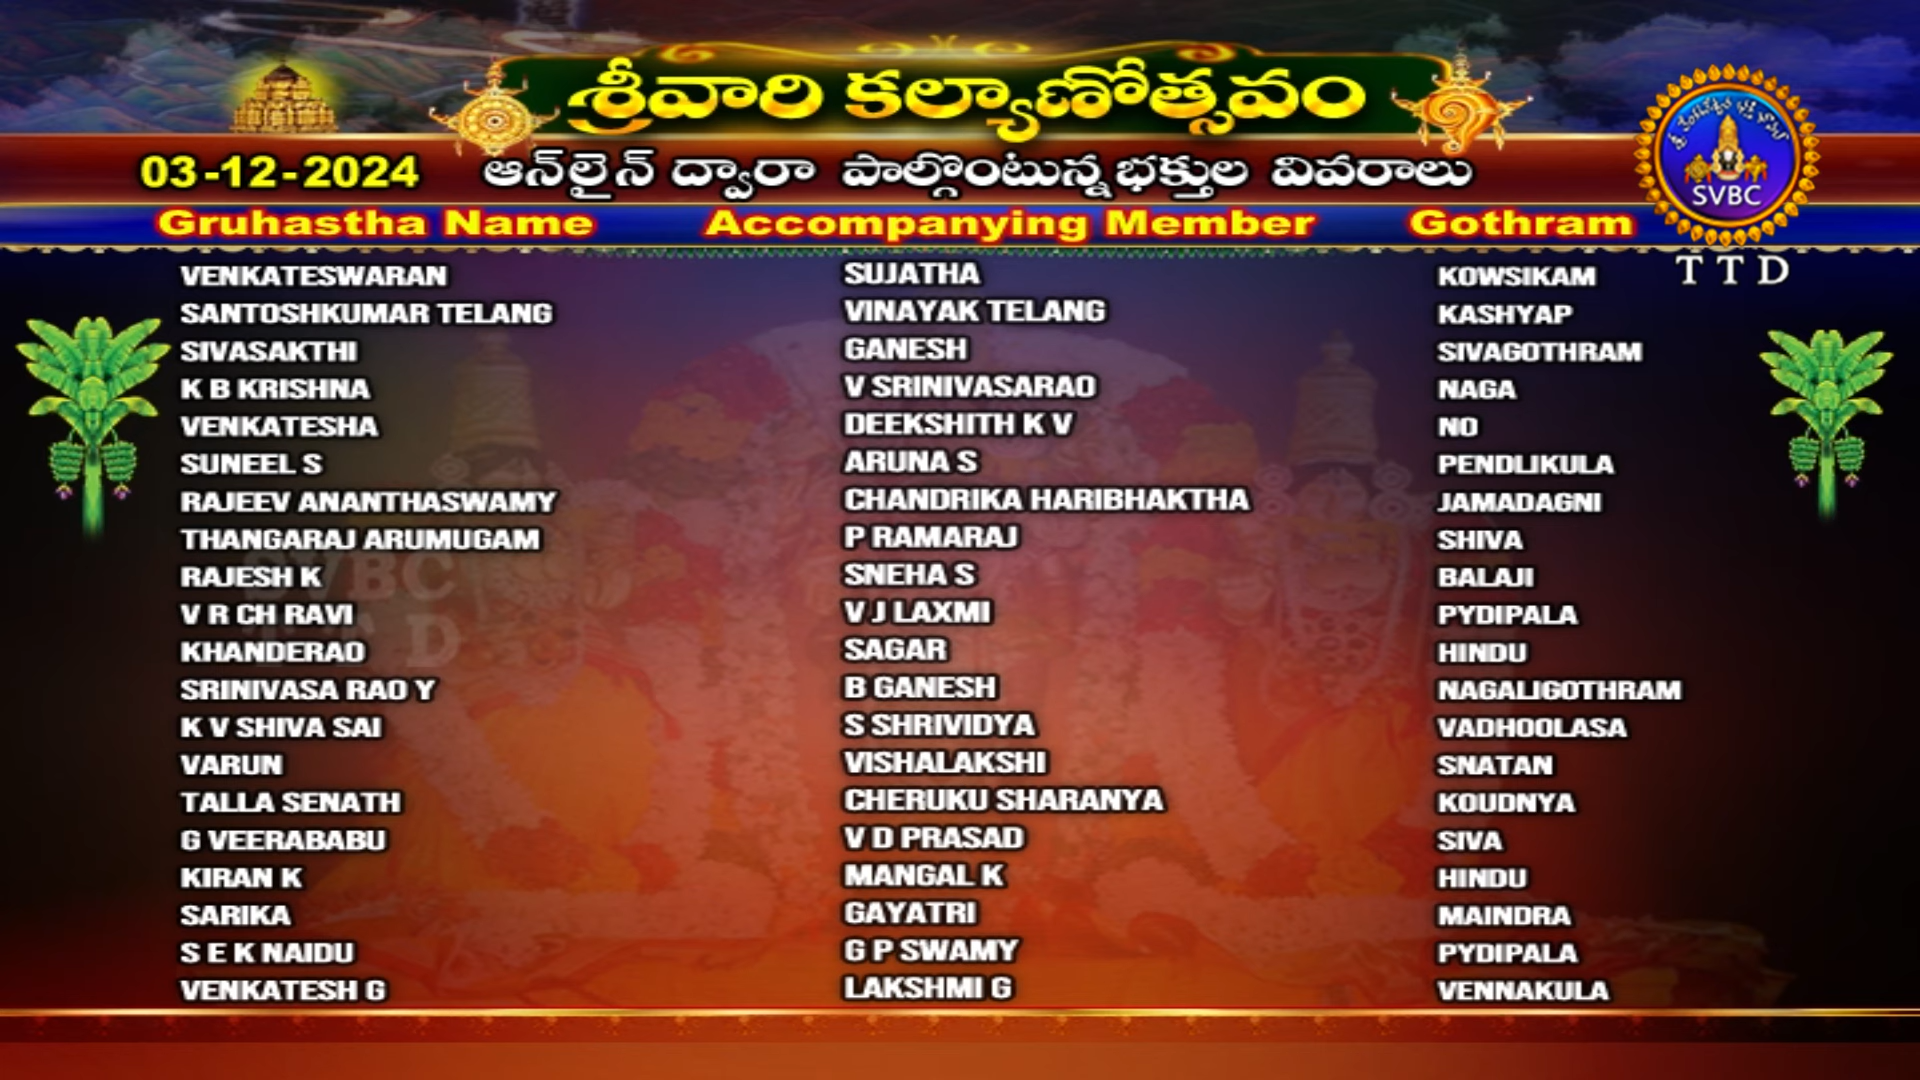 శ్రీవారి కల్యాణోత్సవం
03-12-2024 ఆన్‌లైన్ ద్వారా పాల్గొంటున్న భక్తుల వివరాలు
SVBC
TTD
Gruhastha Name Accompanying Member Gothram
VENKATESWARAN SUJATHA KOWSIKAM
SANTOSHKUMAR TELANG VINAYAK TELANG KASHYAP
SIVASAKTHI GANESH SIVAGOTHRAM
K B KRISHNA V SRINIVASARAO NAGA
VENKATESHA DEEKSHITH K V NO
SUNEEL S ARUNA S PENDLIKULA
RAJEEV ANANTHASWAMY CHANDRIKA HARIBHAKTHA JAMADAGNI
THANGARAJ ARUMUGAM P RAMARAJ SHIVA
RAJESH K SNEHA S BALAJI
V R CH RAVI V J LAXMI PYDIPALA
KHANDERAO SAGAR HINDU
SRINIVASA RAO Y B GANESH NAGALIGOTHRAM
K V SHIVA SAI S SHRIVIDYA VADHOOLASA
VARUN VISHALAKSHI SNATAN
TALLA SENATH CHERUKU SHARANYA KOUDNYA
G VEERABABU V D PRASAD SIVA
KIRAN K MANGAL K HINDU
SARIKA GAYATRI MAINDRA
S E K NAIDU G P SWAMY PYDIPALA
VENKATESH G LAKSHMI G VENNAKULA